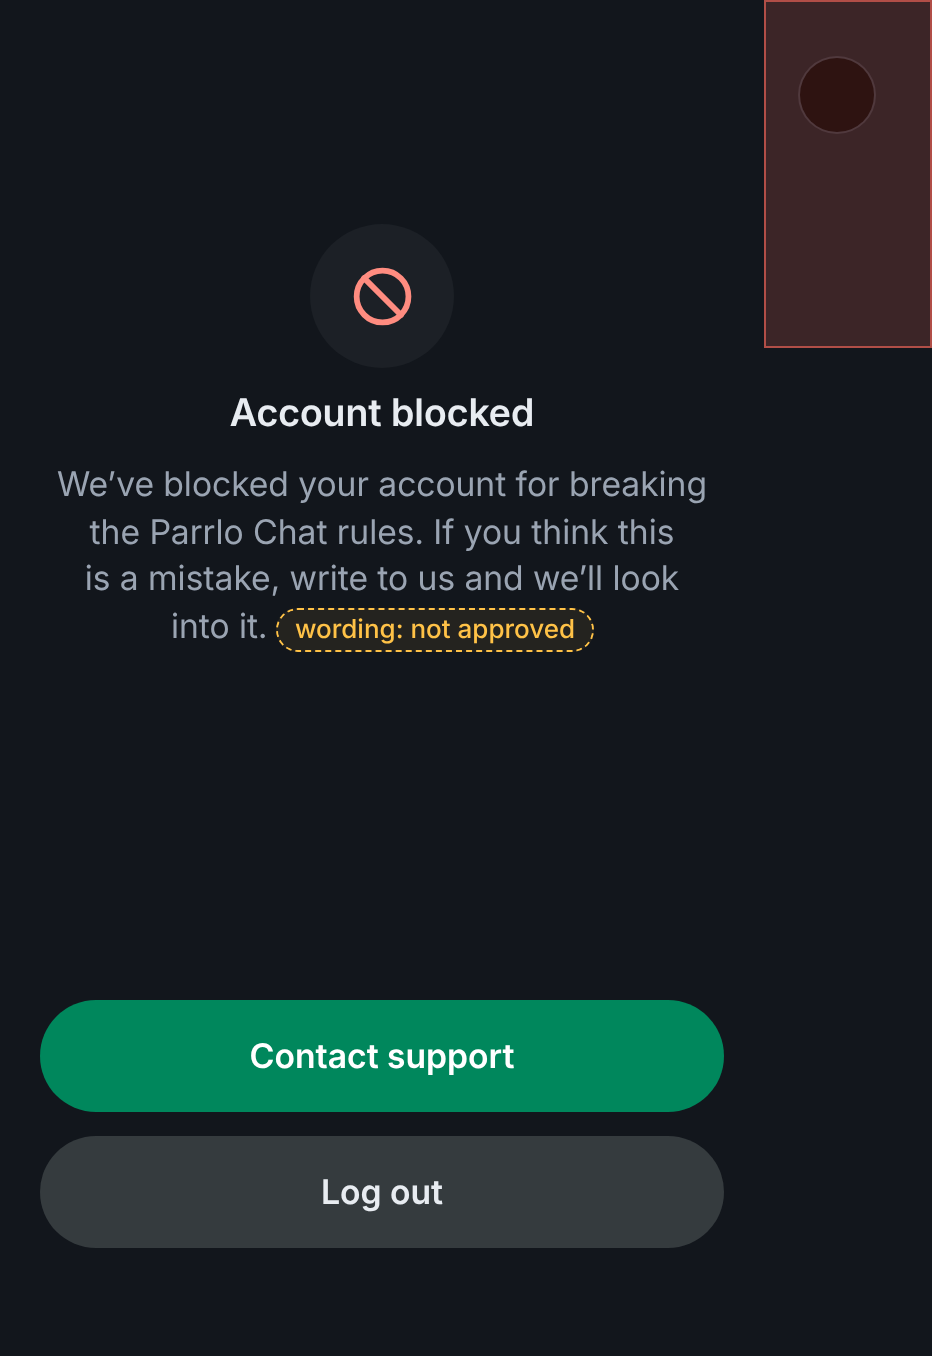 Account blocked
We’ve blocked your account for breaking
the Parrlo Chat rules. If you think this
is a mistake, write to us and we’ll look
into it. wording: not approved
Contact support
Log out